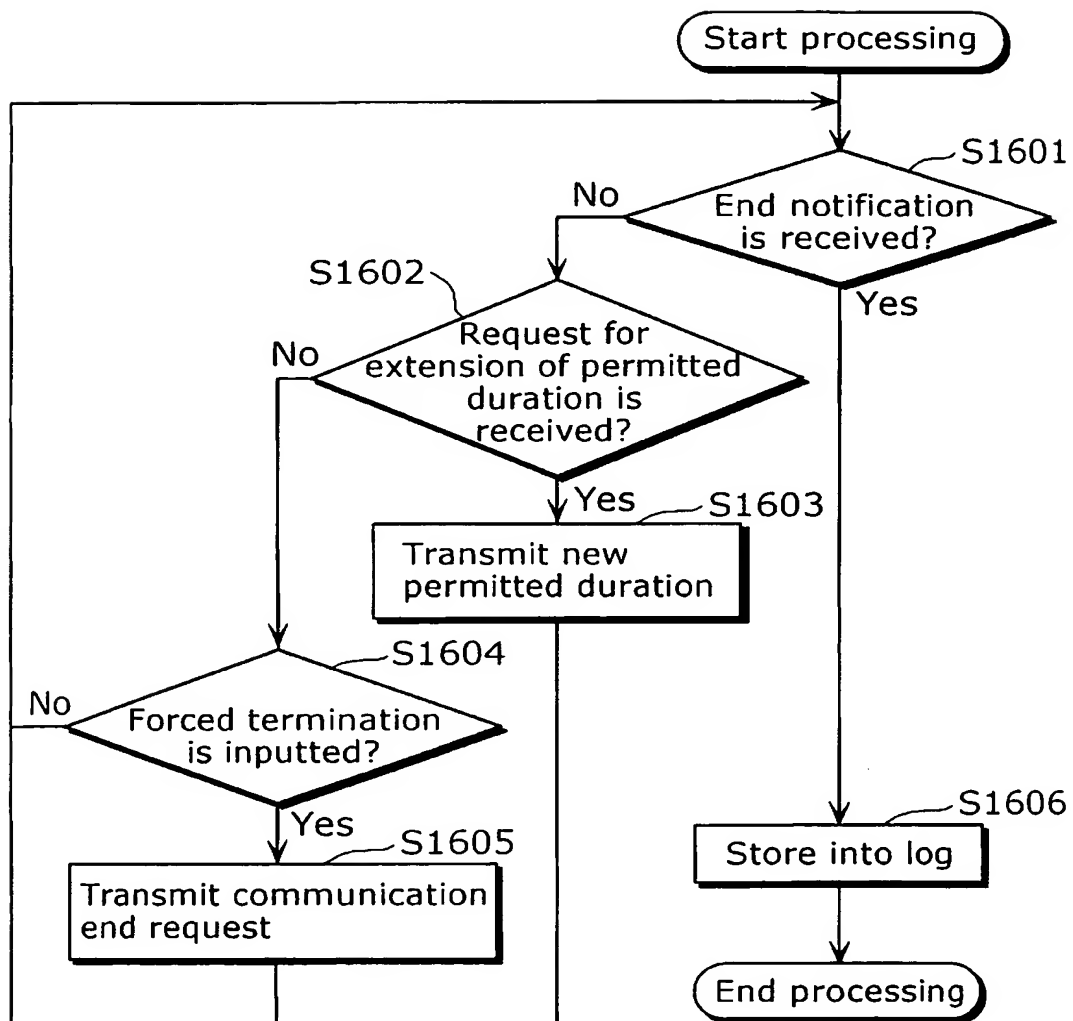 Start processing
S1601
No
End notification
is received?
S1602
Yes
Request for
extension of permitted
duration is
received?
No
Yes
S1603
Transmit new
permitted duration
S1604
No
Forced termination
is inputted?
Yes
S1605
S1606
Store into log
Transmit communication
end request
End processing